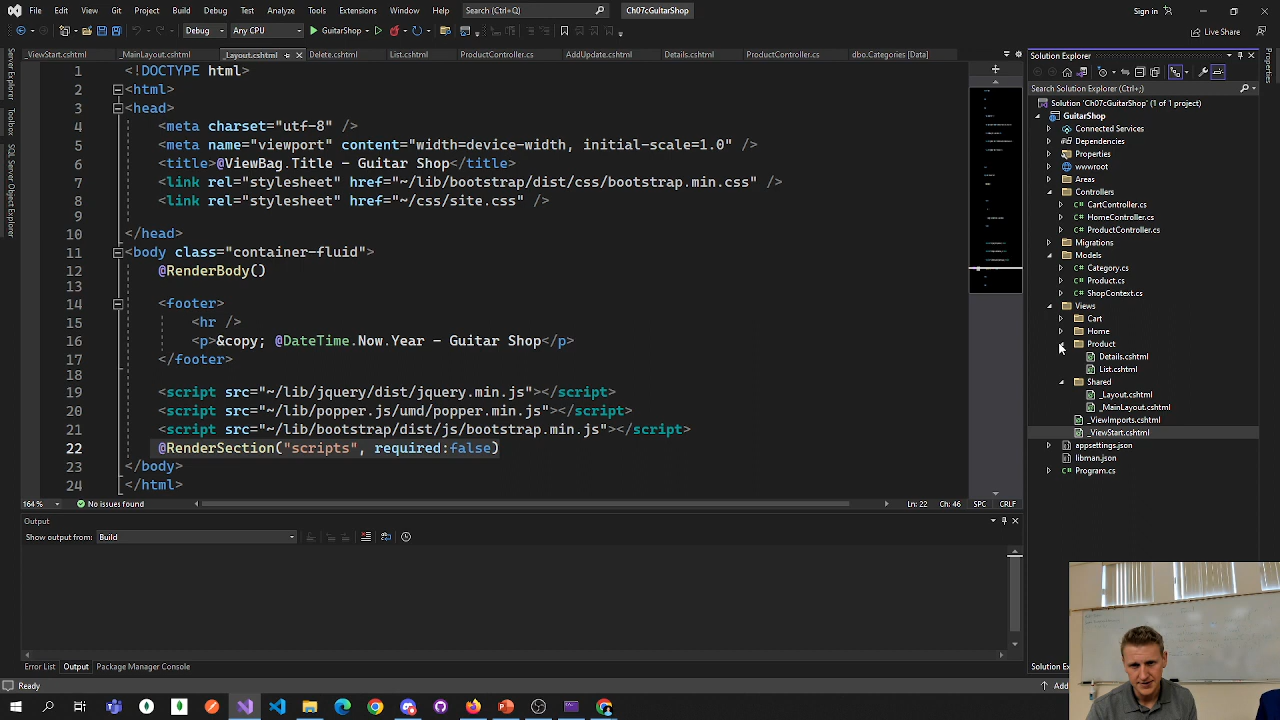 File Edit View Git Project Build Debug Test Analyze Tools Extensions Window Help Search (Ctrl+Q) Ch07cGuitarShop Sign in
Debug Any CPU GuitarShop Live Share
_ViewStart.cshtml _MainLayout.cshtml _Layout.cshtml Delete.cshtml List.cshtml ProductController.cs AddUpdate.cshtml Details.cshtml ProductController.cs dbo.Categories [Data]
Server Explorer
Toolbox
SQL Server Object Explorer
1 <!DOCTYPE html>
2 <html>
3 <head>
4 <meta charset="utf-8" />
5 <meta name="viewport" content="width=device-width, initial-scale=1.0" />
6 <title>@ViewBag.Title - Guitar Shop</title>
7 <link rel="stylesheet" href="~/lib/bootstrap/dist/css/bootstrap.min.css" />
8 <link rel="stylesheet" href="~/css/site.css" />
9
10 </head>
11 <body class="container-fluid">
12 @RenderBody()
13
14 <footer>
15 <hr />
16 <p>&copy; @DateTime.Now.Year - Guitar Shop</p>
17 </footer>
18
19 <script src="~/lib/jquery/dist/jquery.min.js"></script>
20 <script src="~/lib/popper.js/umd/popper.min.js"></script>
21 <script src="~/lib/bootstrap/dist/js/bootstrap.min.js"></script>
22 @RenderSection("scripts", required:false)
23 </body>
24 </html>
164 % No issues found Ln: 22 Ch: 46 SPC CRLF
Output
Show output from: Build
Error List Output Package Manager Console
Ready
Solution Explorer
Search Solution Explorer (Ctrl+;)
Solution 'Ch07cGuitarShop' (1 of 1 project)
GuitarShop
Connected Services
Dependencies
Properties
wwwroot
Areas
Controllers
CartController.cs
HomeController.cs
ProductController.cs
Migrations
Models
Category.cs
Product.cs
ShopContext.cs
Views
Cart
Home
Product
Details.cshtml
List.cshtml
Shared
_Layout.cshtml
_MainLayout.cshtml
_ViewImports.cshtml
_ViewStart.cshtml
appsettings.json
libman.json
Program.cs
Properties